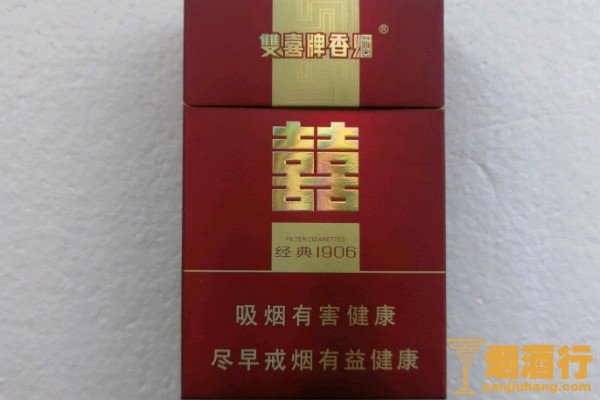 雙喜牌香烟®
囍
FILTER CIGARETTES
经典1906
吸烟有害健康
尽早戒烟有益健康
烟酒行
yanjiuhang.com